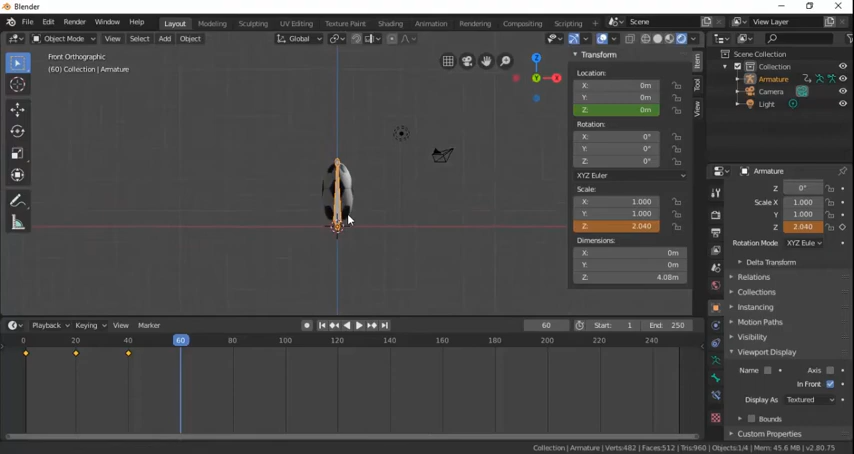 Blender
File Edit Render Window Help Layout Modeling Sculpting UV Editing Texture Paint Shading Animation Rendering Compositing Scripting + Scene View Layer
Object Mode View Select Add Object Global
Front Orthographic
(60) Collection | Armature
Z
Y
X
Transform
Location:
X: 0m
Y: 0m
Z: 0m
Rotation:
X: 0°
Y: 0°
Z: 0°
XYZ Euler
Scale:
X: 1.000
Y: 1.000
Z: 2.040
Dimensions:
X: 0m
Y: 0m
Z: 4.08m
Item
Tool
View
Scene Collection
Collection
Armature
Camera
Light
Armature
Z 0°
Scale X 1.000
Y 1.000
Z 2.040
Rotation Mode XYZ Eule
Delta Transform
Relations
Collections
Instancing
Motion Paths
Visibility
Viewport Display
Name Axis
In Front
Display As Textured
Bounds
Custom Properties
Playback Keying View Marker 60 Start: 1 End: 250
0 20 40 60 80 100 120 140 160 180 200 220 240
Collection | Armature | Verts:482 | Faces:512 | Tris:960 | Objects:1/4 | Mem: 45.6 MB | v2.80.75